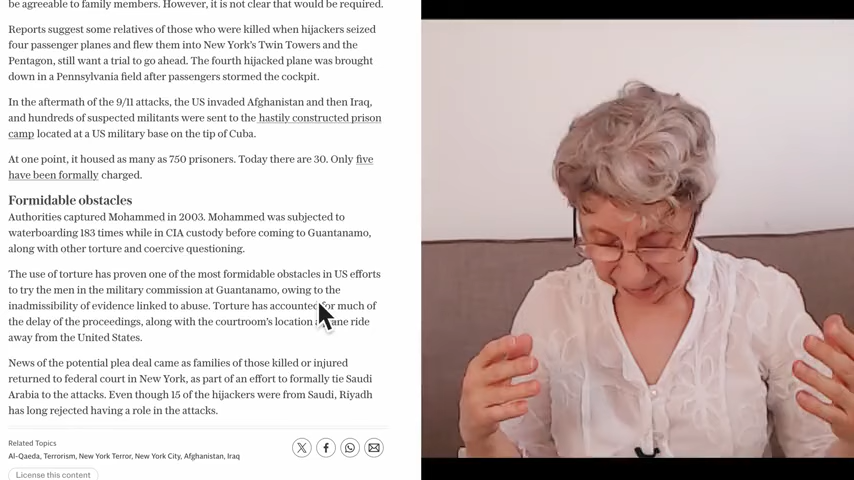 be agreeable to family members. However, it is not clear that would be required.
Reports suggest some relatives of those who were killed when hijackers seized
four passenger planes and flew them into New York's Twin Towers and the
Pentagon, still want a trial to go ahead. The fourth hijacked plane was brought
down in a Pennsylvania field after passengers stormed the cockpit.
In the aftermath of the 9/11 attacks, the US invaded Afghanistan and then Iraq,
and hundreds of suspected militants were sent to the hastily constructed prison
camp located at a US military base on the tip of Cuba.
At one point, it housed as many as 750 prisoners. Today there are 30. Only five
have been formally charged.
Formidable obstacles
Authorities captured Mohammed in 2003. Mohammed was subjected to
waterboarding 183 times while in CIA custody before coming to Guantanamo,
along with other torture and coercive questioning.
The use of torture has proven one of the most formidable obstacles in US efforts
to try the men in the military commission at Guantanamo, owing to the
inadmissibility of evidence linked to abuse. Torture has accounted for much of
the delay of the proceedings, along with the courtroom's location ride
away from the United States.
News of the potential plea deal came as families of those killed or injured
returned to federal court in New York, as part of an effort to formally tie Saudi
Arabia to the attacks. Even though 15 of the hijackers were from Saudi, Riyadh
has long rejected having a role in the attacks.
Related Topics
Al-Qaeda, Terrorism, New York Terror, New York City, Afghanistan, Iraq
License this content